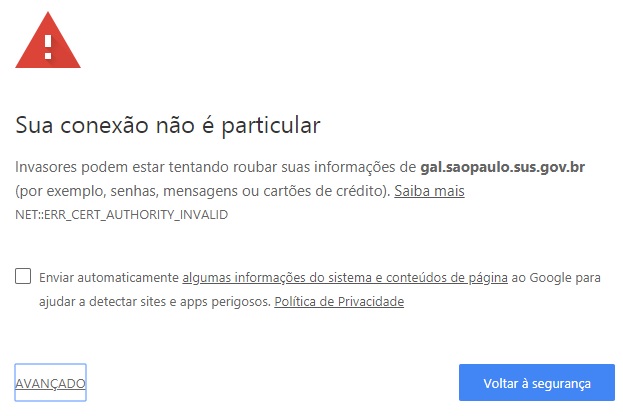 Sua conexão não é particular
Invasores podem estar tentando roubar suas informações de gal.saopaulo.sus.gov.br
(por exemplo, senhas, mensagens ou cartões de crédito). Saiba mais
NET::ERR_CERT_AUTHORITY_INVALID
Enviar automaticamente algumas informações do sistema e conteúdos de página ao Google para
ajudar a detectar sites e apps perigosos. Política de Privacidade
AVANÇADO
Voltar à segurança